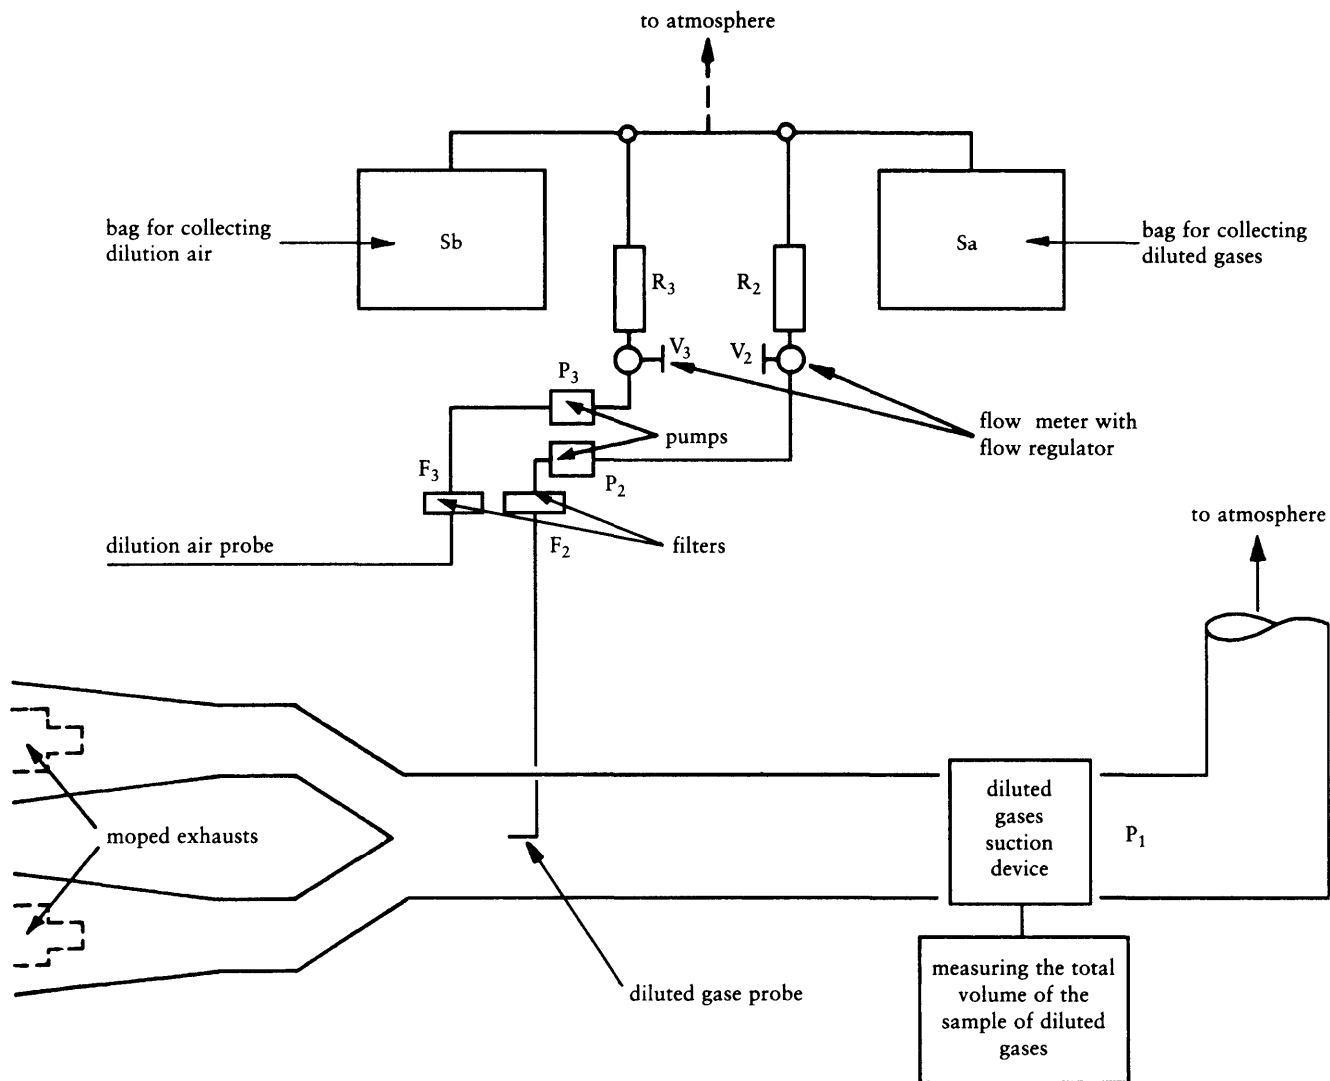 to atmosphere
bag for collecting
dilution air
Sb
Sa
bag for collecting
diluted gases
R3
R2
V3
V2
P3
flow meter with
flow regulator
pumps
F3
P2
to atmosphere
dilution air probe
F2
filters
diluted
gases
suction
device
P1
moped exhausts
diluted gase probe
measuring the total
volume of the
sample of diluted
gases